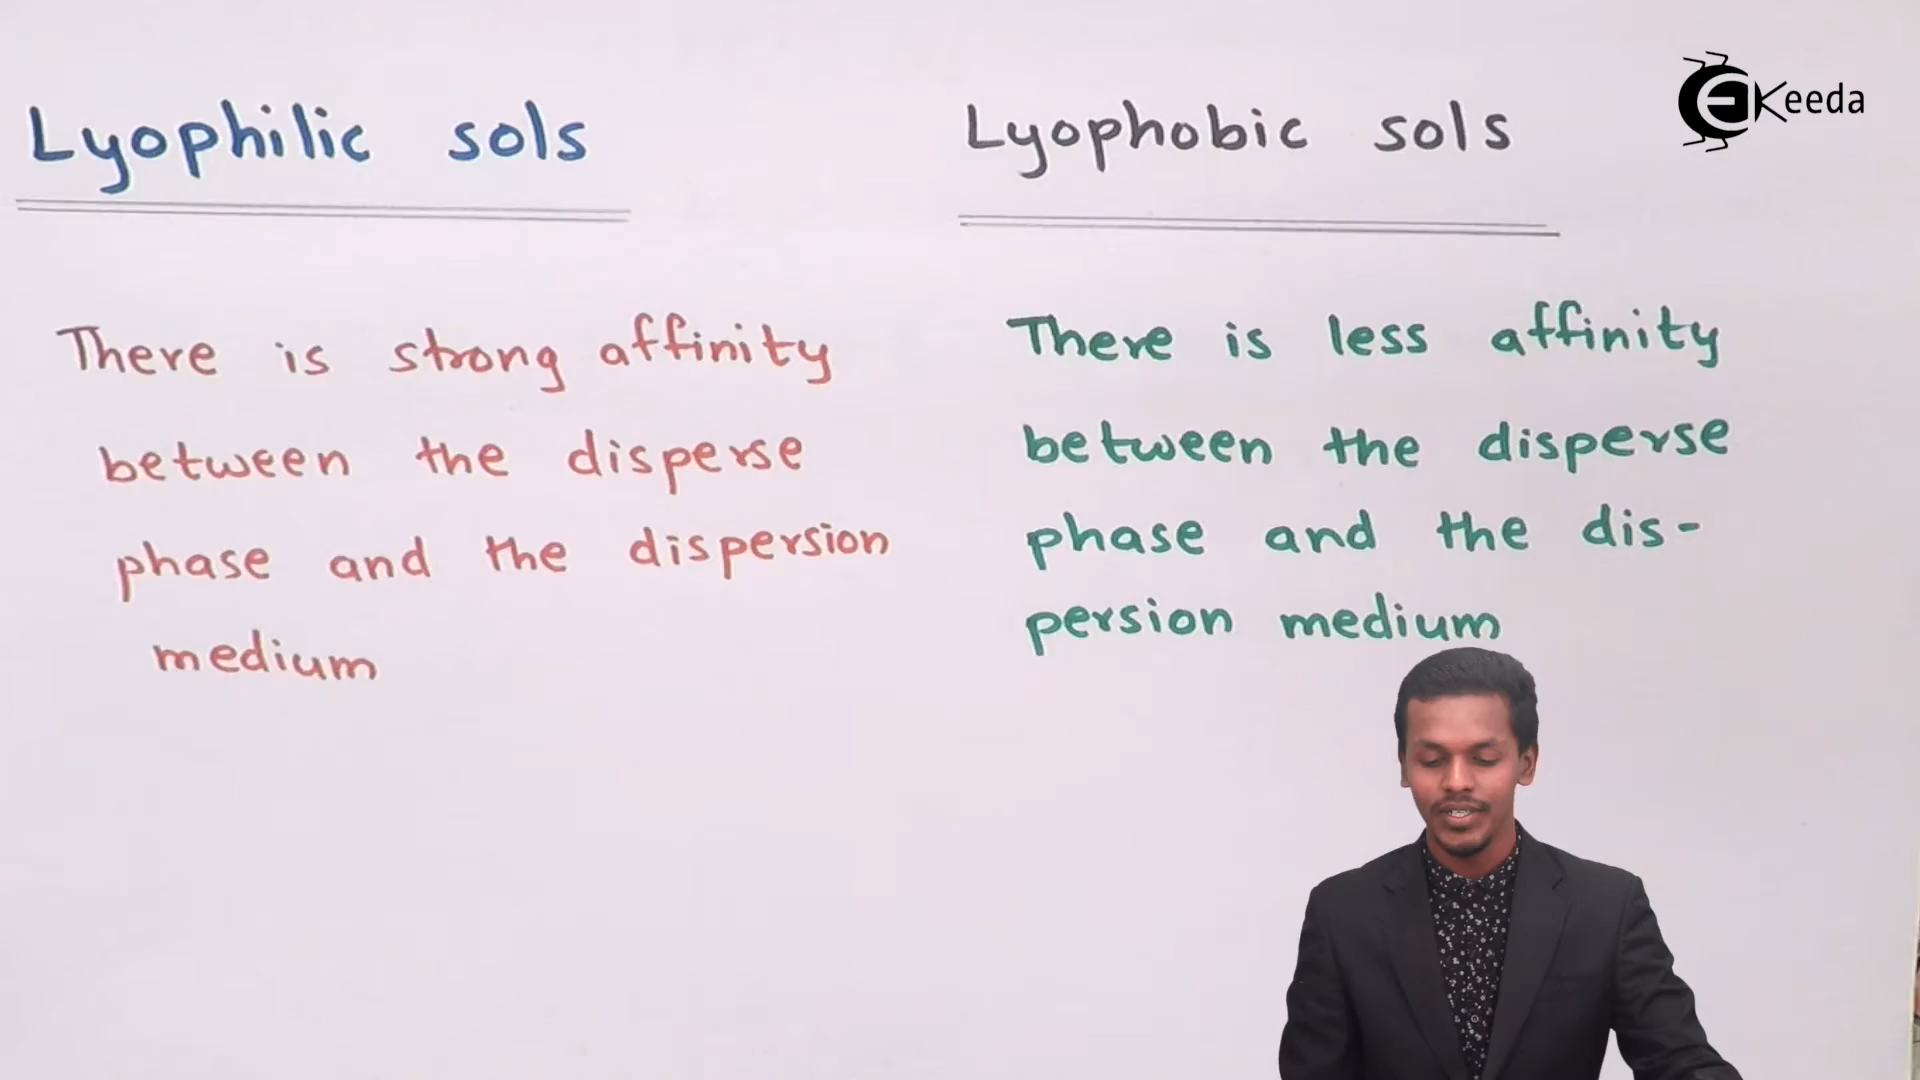 Lyophilic sols
There is strong affinity
between the disperse
phase and the dispersion
medium
Lyophobic sols
There is less affinity
between the disperse
phase and the dis-
persion medium
EKeeda